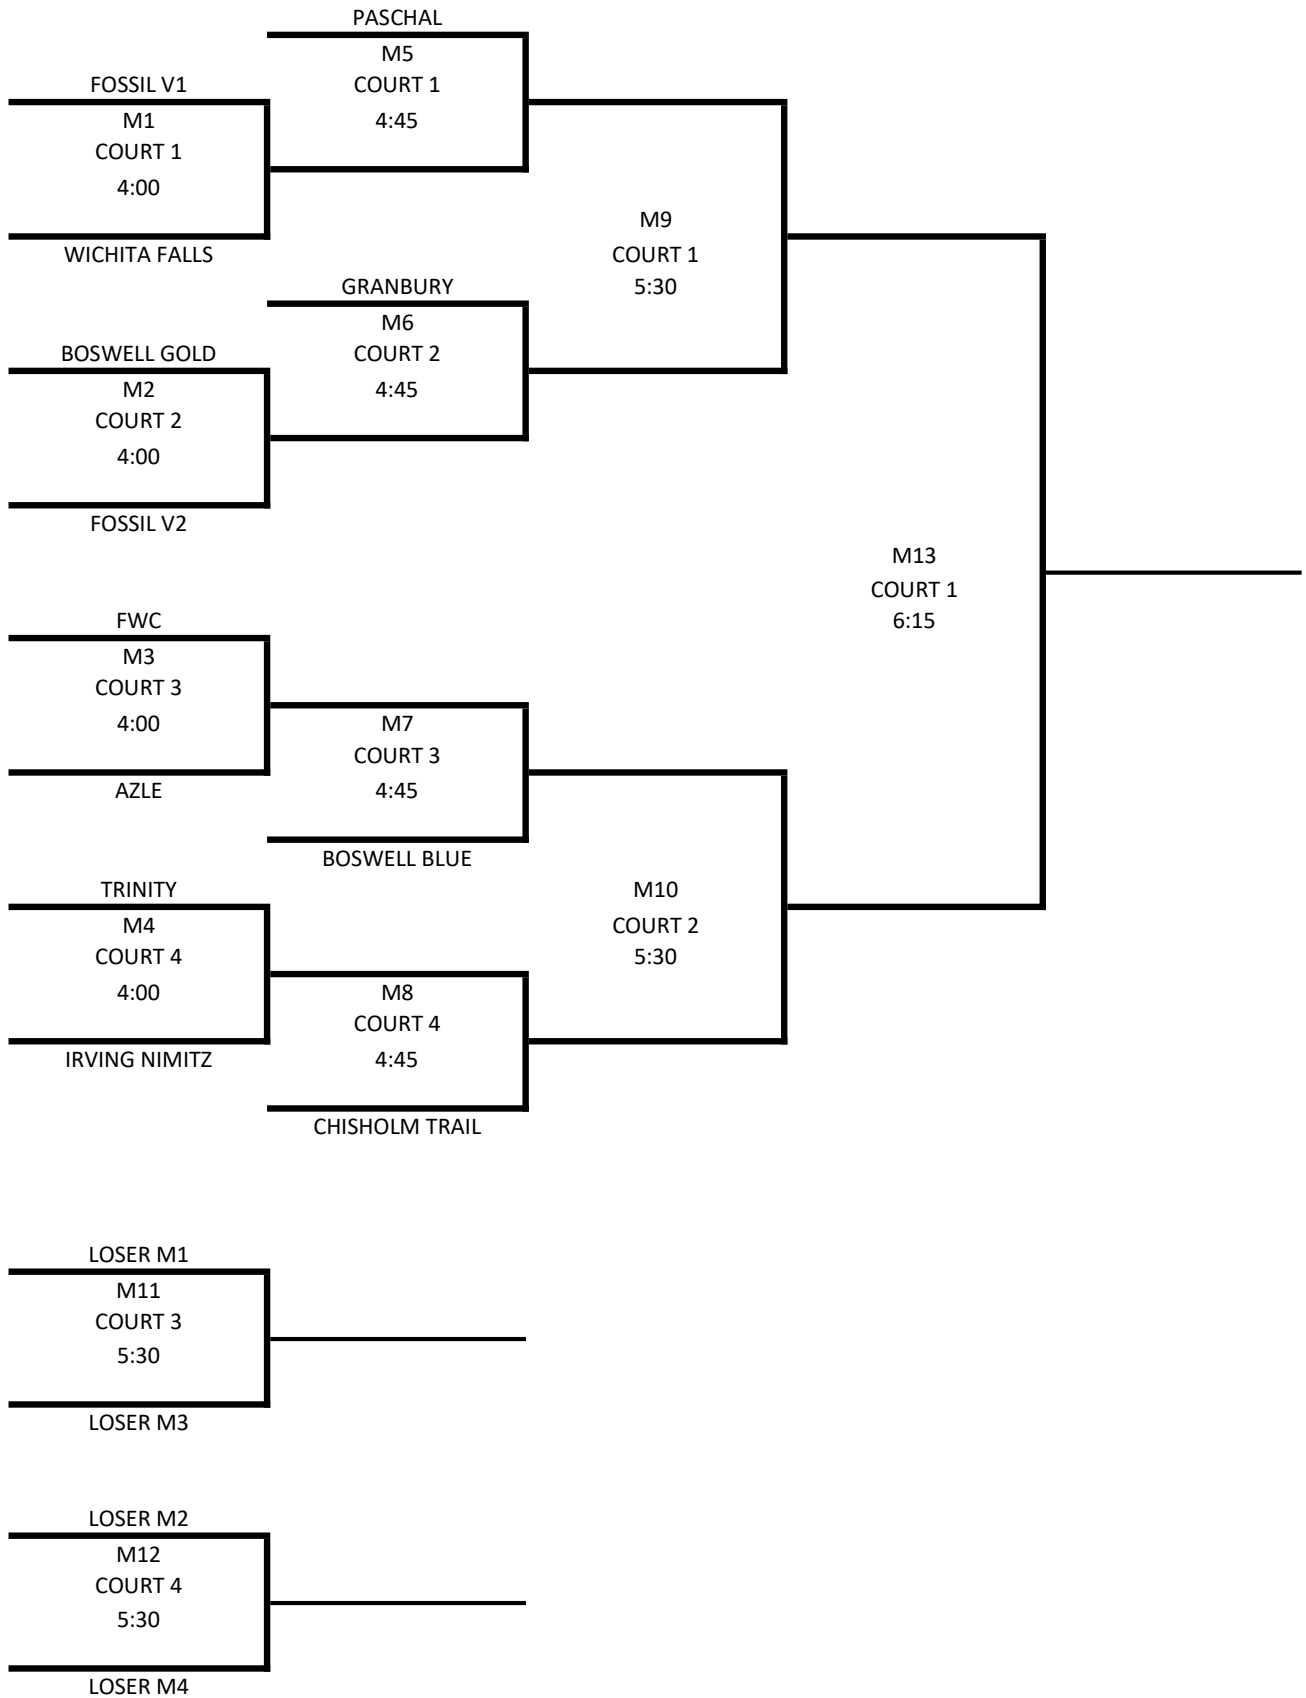 PASCHAL
M5
COURT 1
4:45
FOSSIL V1
M1
COURT 1
4:00
WICHITA FALLS
M9
COURT 1
5:30
GRANBURY
M6
COURT 2
4:45
BOSWELL GOLD
M2
COURT 2
4:00
FOSSIL V2
M13
COURT 1
6:15
FWC
M3
COURT 3
4:00
AZLE
M7
COURT 3
4:45
BOSWELL BLUE
TRINITY
M4
COURT 4
4:00
IRVING NIMITZ
M10
COURT 2
5:30
M8
COURT 4
4:45
CHISHOLM TRAIL
LOSER M1
M11
COURT 3
5:30
LOSER M3
LOSER M2
M12
COURT 4
5:30
LOSER M4